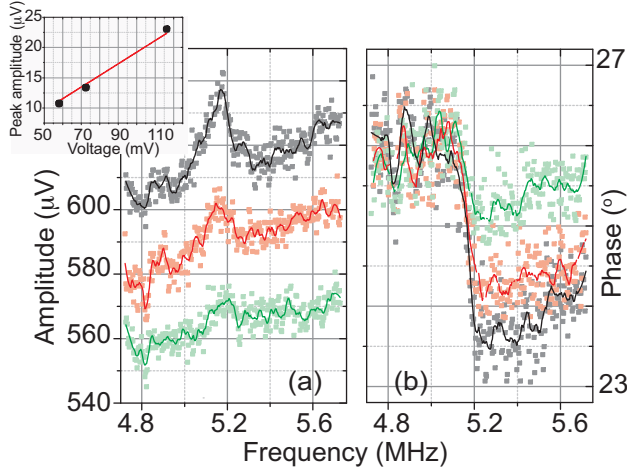 Peak amplitude (μV)
25
20
15
10
50 70 90 110
Voltage (mV)
Amplitude (μV)
600
580
560
540
(a)
4.8 5.2 5.6
(b)
4.8 5.2 5.6
27
23
Phase (°)
Frequency (MHz)